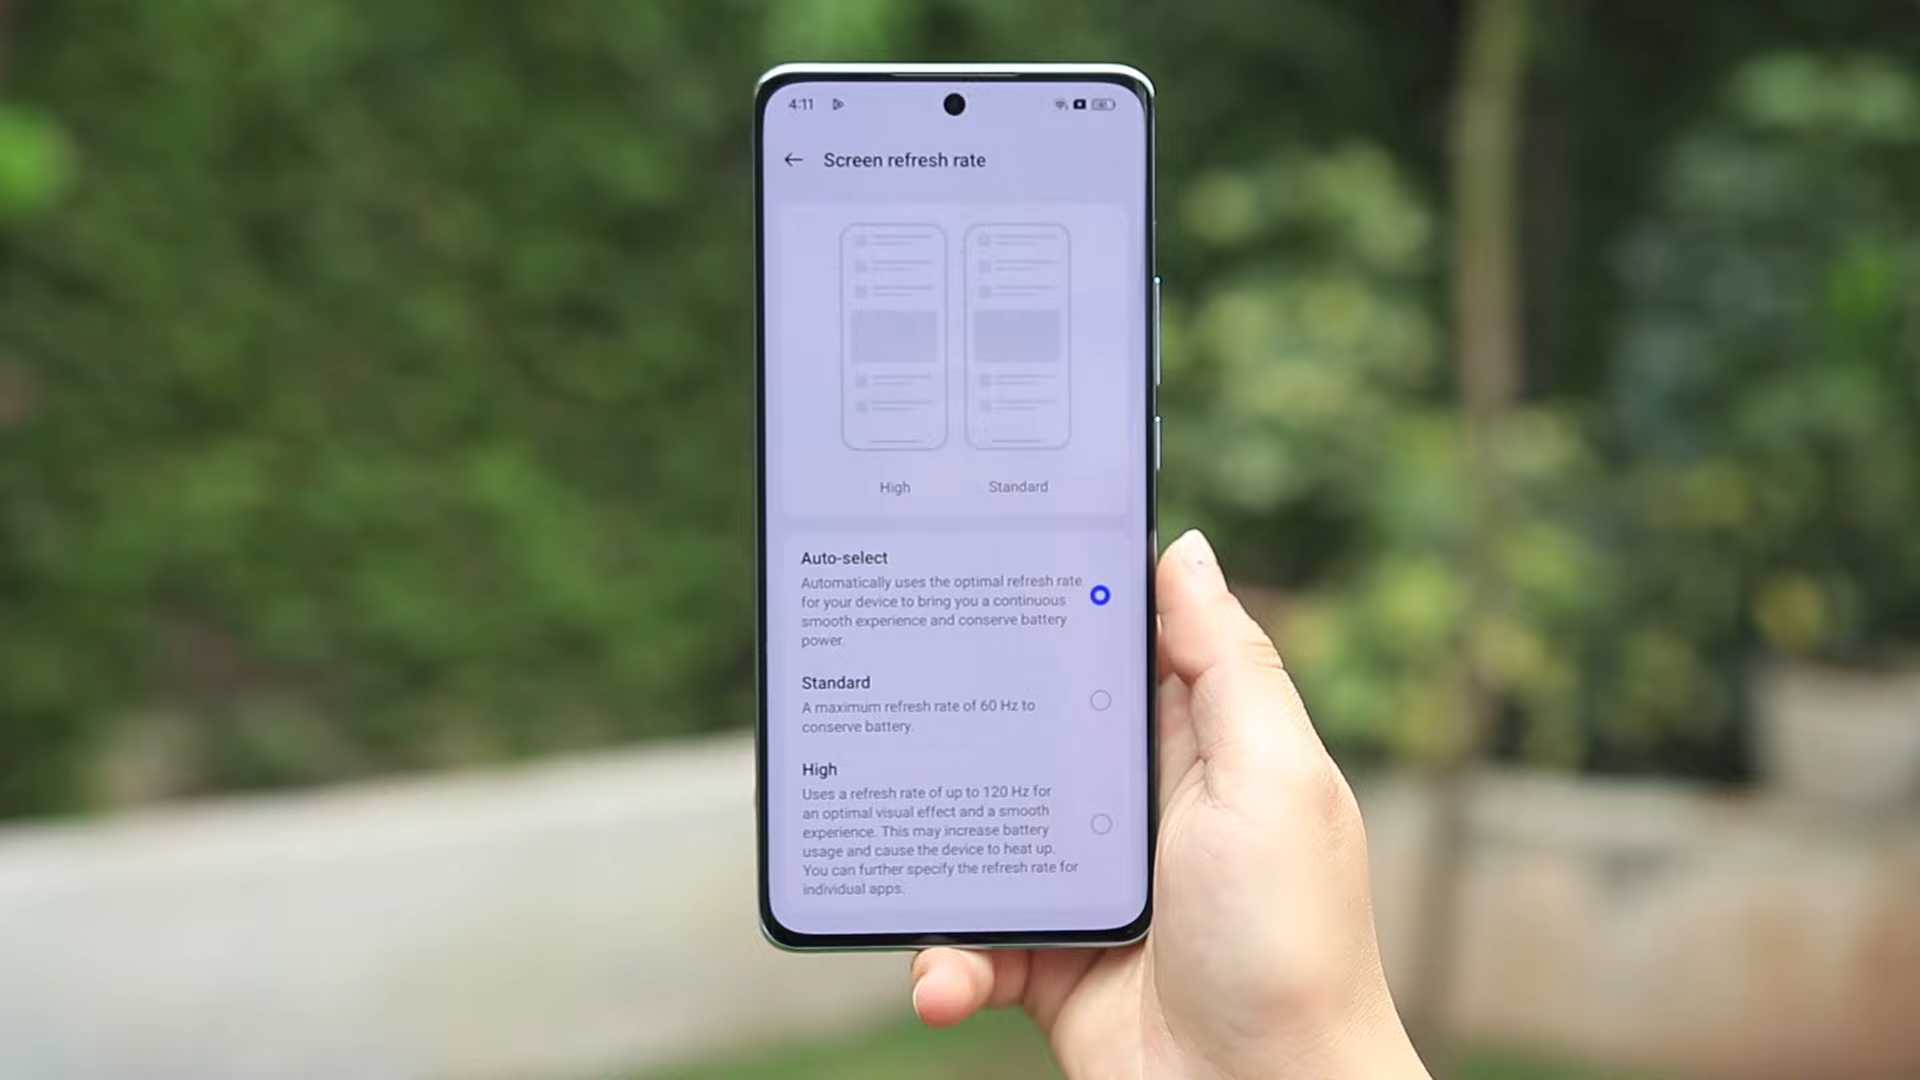 4:11
Screen refresh rate
High
Standard
Auto-select
Automatically uses the optimal refresh rate
for your device to bring you a continuous
smooth experience and conserve battery
power.
Standard
A maximum refresh rate of 60 Hz to
conserve battery.
High
Uses a refresh rate of up to 120 Hz for
an optimal visual effect and a smooth
experience. This may increase battery
usage and cause the device to heat up.
You can further specify the refresh rate for
individual apps.